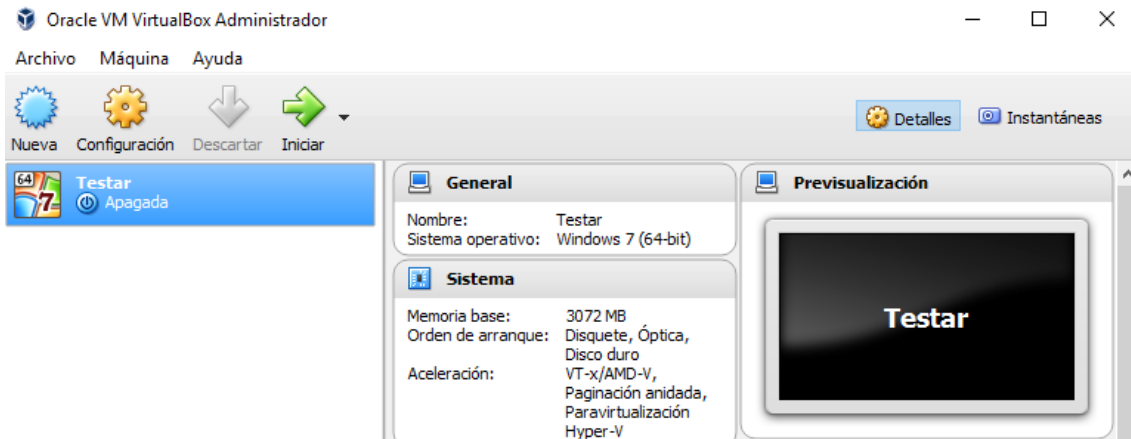 Oracle VM VirtualBox Administrador
Archivo Máquina Ayuda
Nueva Configuración Descartar Iniciar
Detalles Instantáneas
64
7
Testar
Apagada
General
Nombre: Testar
Sistema operativo: Windows 7 (64-bit)
Sistema
Memoria base: 3072 MB
Orden de arranque: Disquete, Óptica,
Disco duro
Aceleración: VT-x/AMD-V,
Paginación anidada,
Paravirtualización
Hyper-V
Previsualización
Testar